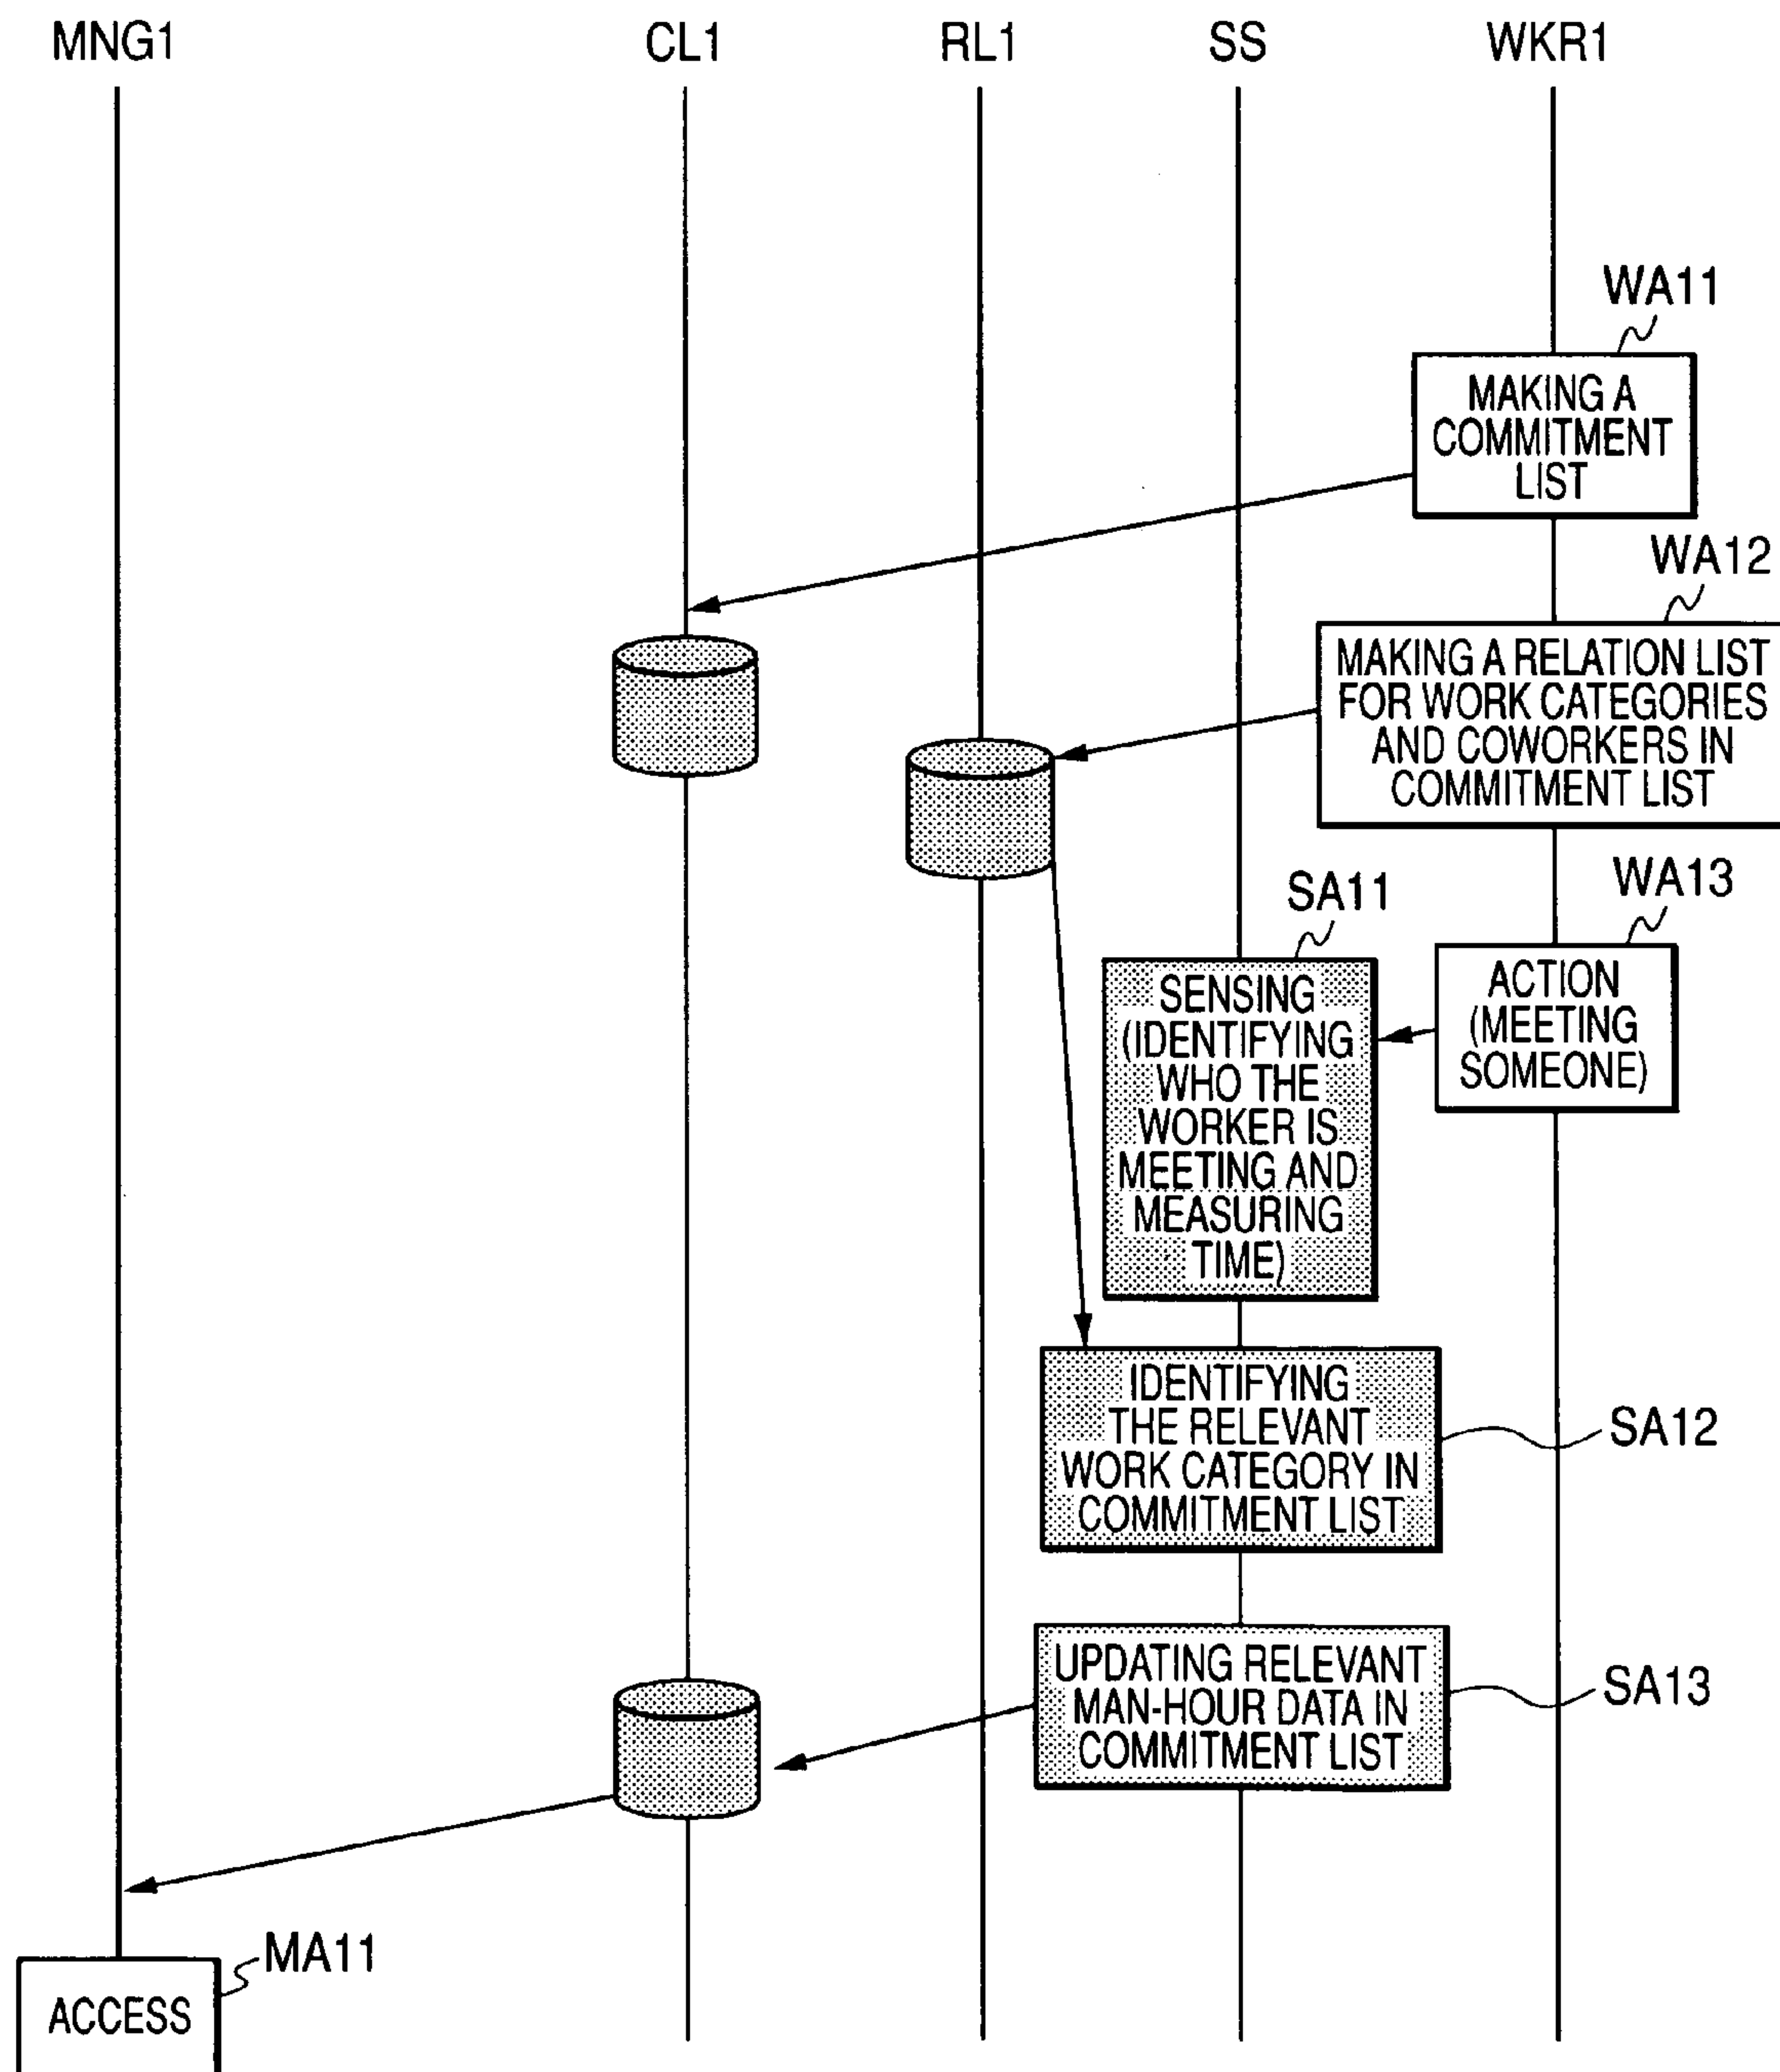 MNG1 CL1 RL1 SS WKR1
WA11
MAKING A
COMMITMENT
LIST
WA12
MAKING A RELATION LIST
FOR WORK CATEGORIES
AND COWORKERS IN
COMMITMENT LIST
WA13
ACTION
(MEETING
SOMEONE)
SA11
SENSING
(IDENTIFYING
WHO THE
WORKER IS
MEETING AND
MEASURING
TIME)
IDENTIFYING
THE RELEVANT
WORK CATEGORY IN
COMMITMENT LIST
SA12
UPDATING RELEVANT
MAN-HOUR DATA IN
COMMITMENT LIST
SA13
MA11
ACCESS